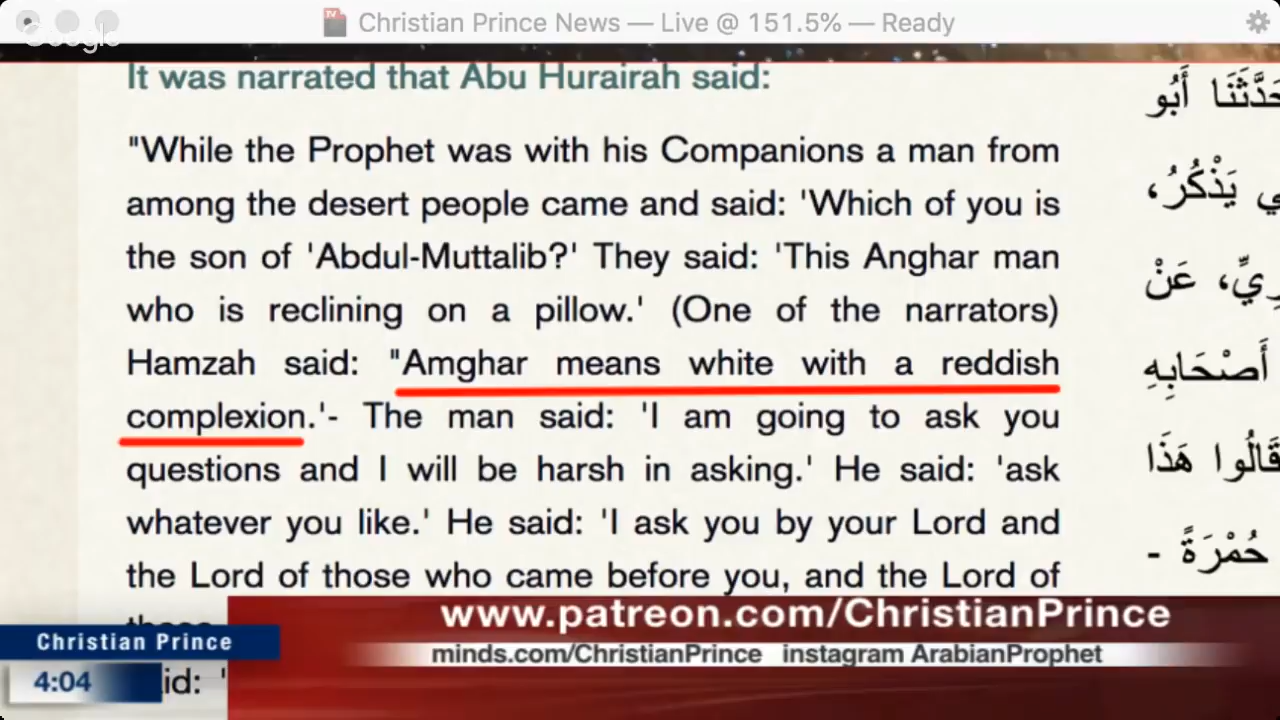 Christian Prince News — Live @ 151.5% — Ready
Google
It was narrated that Abu Hurairah said:
"While the Prophet was with his Companions a man from
among the desert people came and said: 'Which of you is
the son of 'Abdul-Muttalib?' They said: 'This Anghar man
who is reclining on a pillow.' (One of the narrators)
Hamzah said: "Amghar means white with a reddish
complexion.'- The man said: 'I am going to ask you
questions and I will be harsh in asking.' He said: 'ask
whatever you like.' He said: 'I ask you by your Lord and
the Lord of those who came before you, and the Lord of
id: '
حَدَّثَنَا أَبُو
يَذْكُرُ،
عَنْ
أَصْحَابِهِ
قَالُوا هَذَا
حُمْرَةً -
www.patreon.com/ChristianPrince
Christian Prince
minds.com/ChristianPrince instagram ArabianProphet
4:04